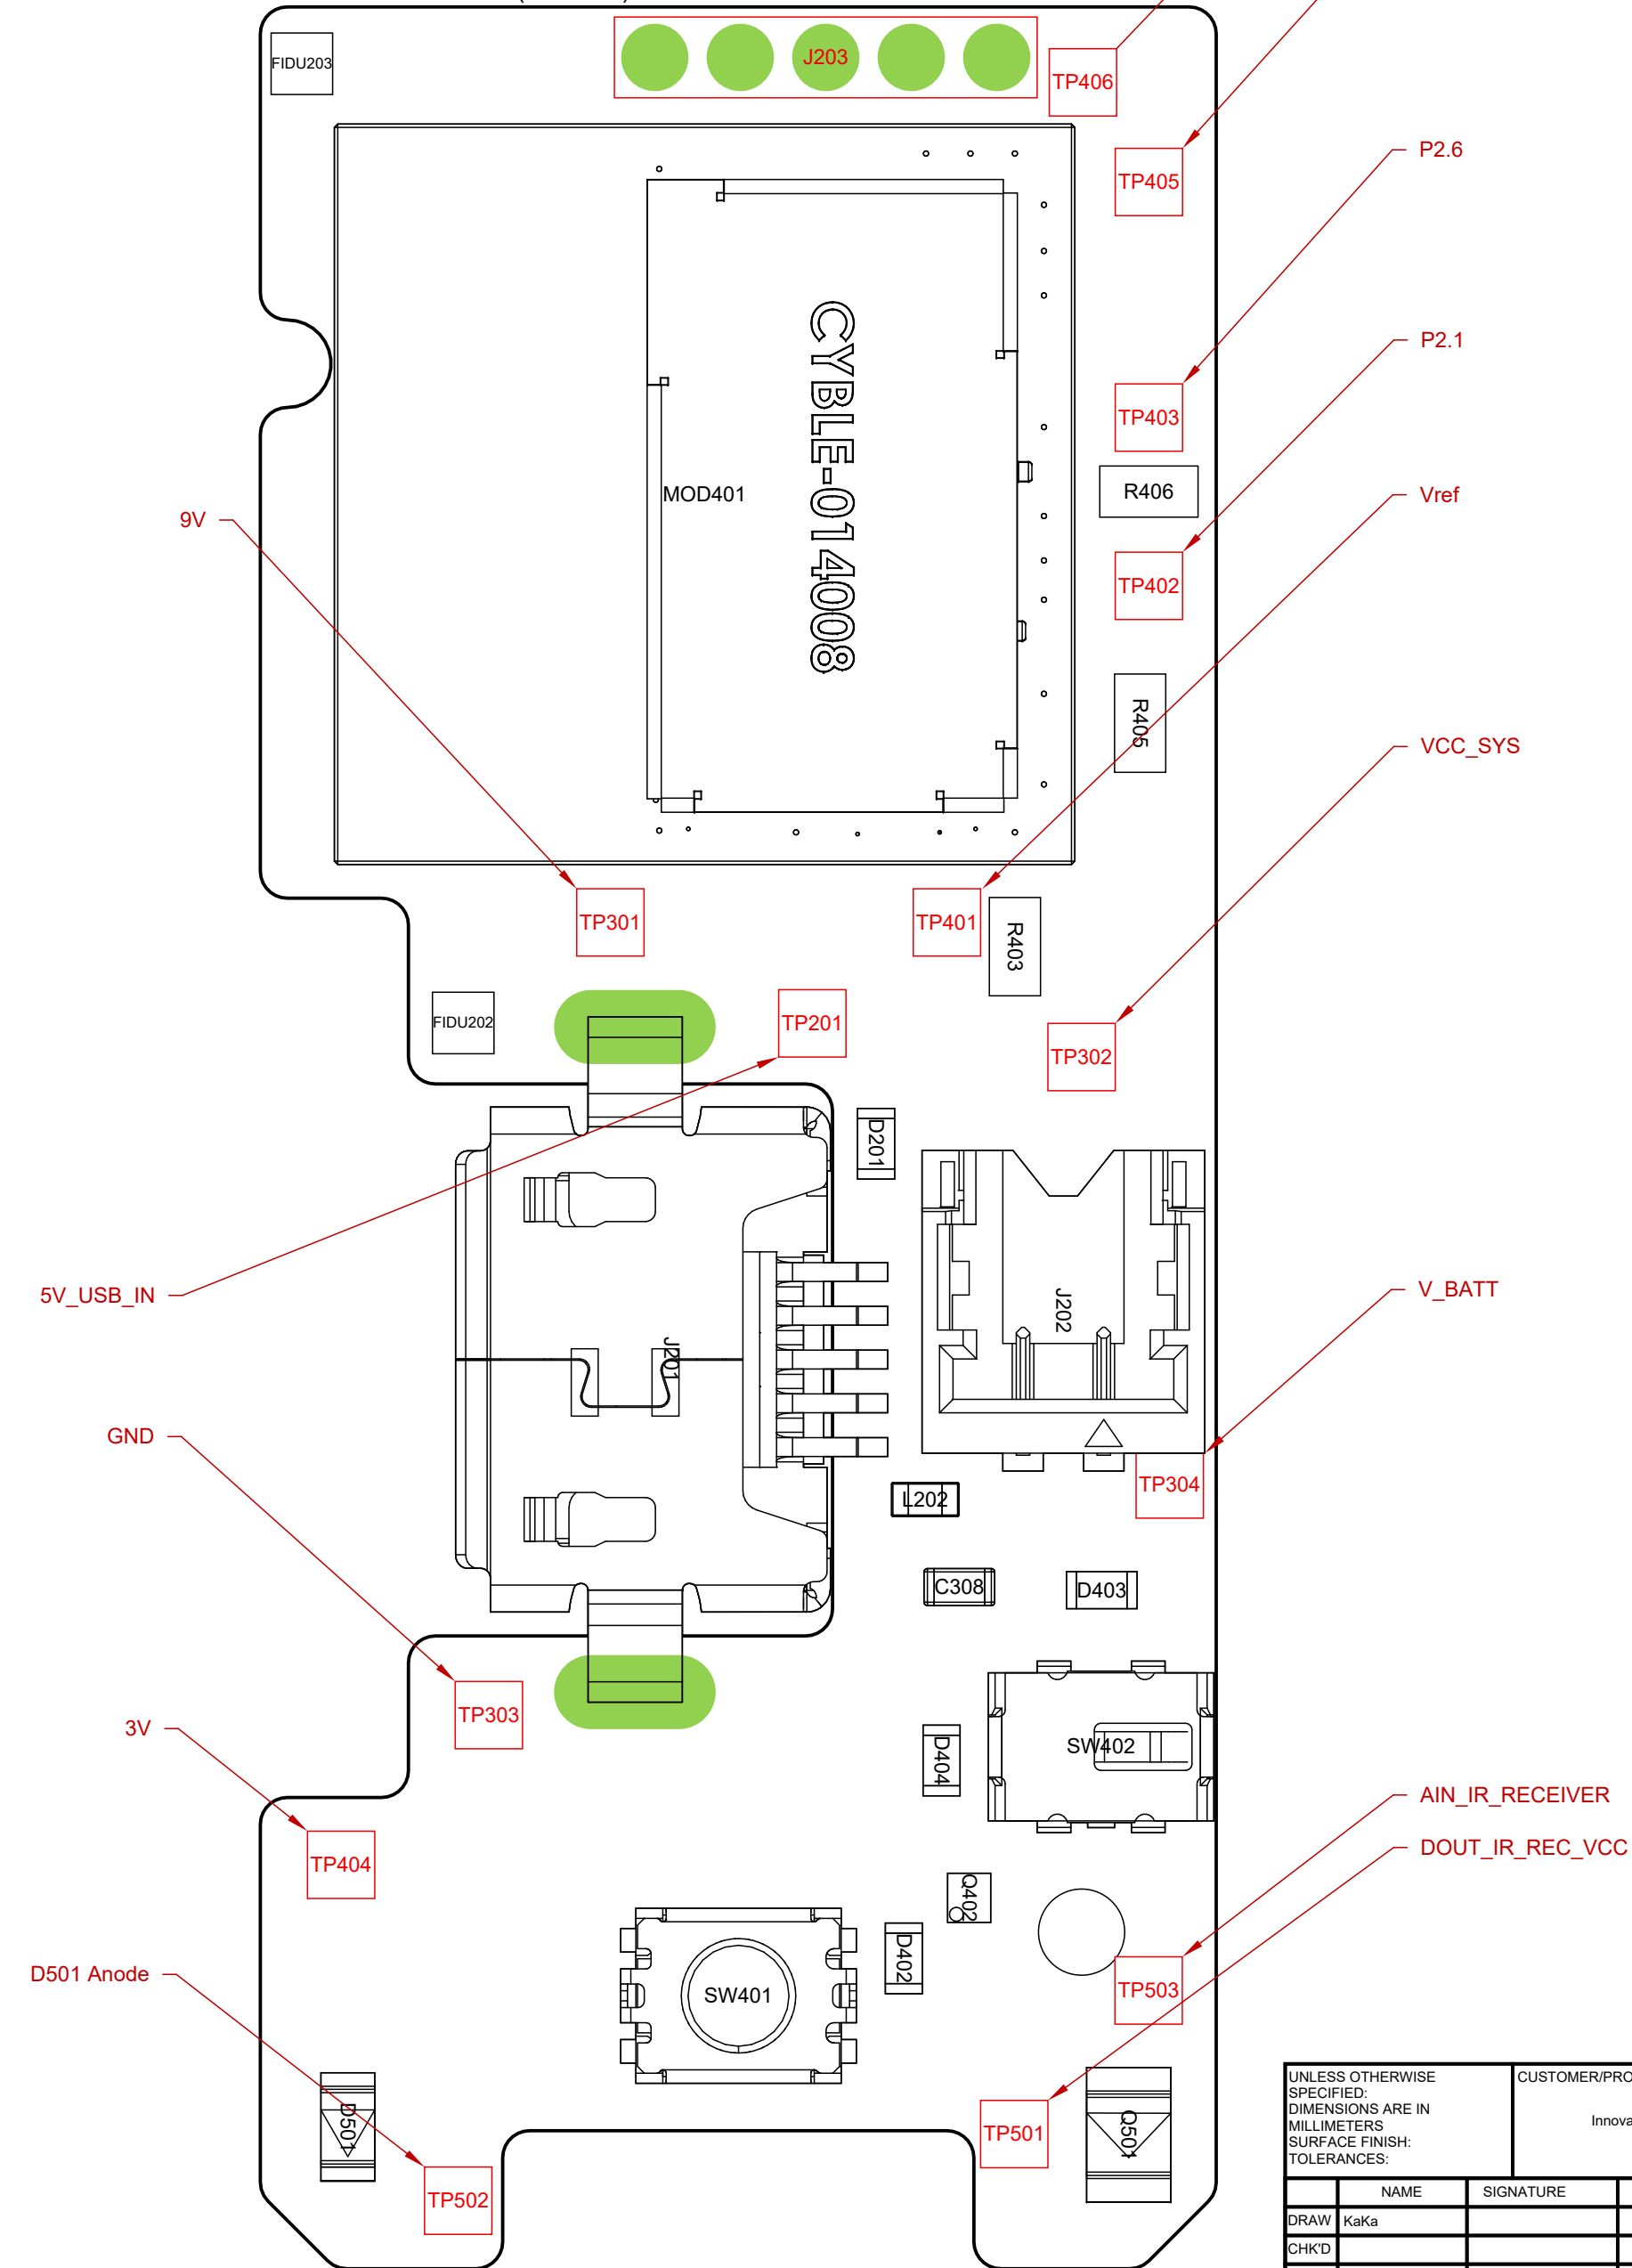 FIDU203
J203
TP406
TP405
P2.6
P2.1
TP403
CYBLE-014008
MOD401
R406
Vref
9V
TP402
R405
VCC_SYS
TP301
TP401
R403
FIDU202
TP201
TP302
D201
5V_USB_IN
J202
V_BATT
J201
GND
TP304
L202
C308
D403
TP303
3V
SW402
D404
AIN_IR_RECEIVER
DOUT_IR_REC_VCC
TP404
Q402
D402
D501 Anode
SW401
TP503
D501
TP501
Q501
TP502
UNLESS OTHERWISE
SPECIFIED:
DIMENSIONS ARE IN
MILLIMETERS
SURFACE FINISH:
TOLERANCES:
CUSTOMER/PRO
Innova
NAME
SIGNATURE
DRAW
KaKa
CHK'D